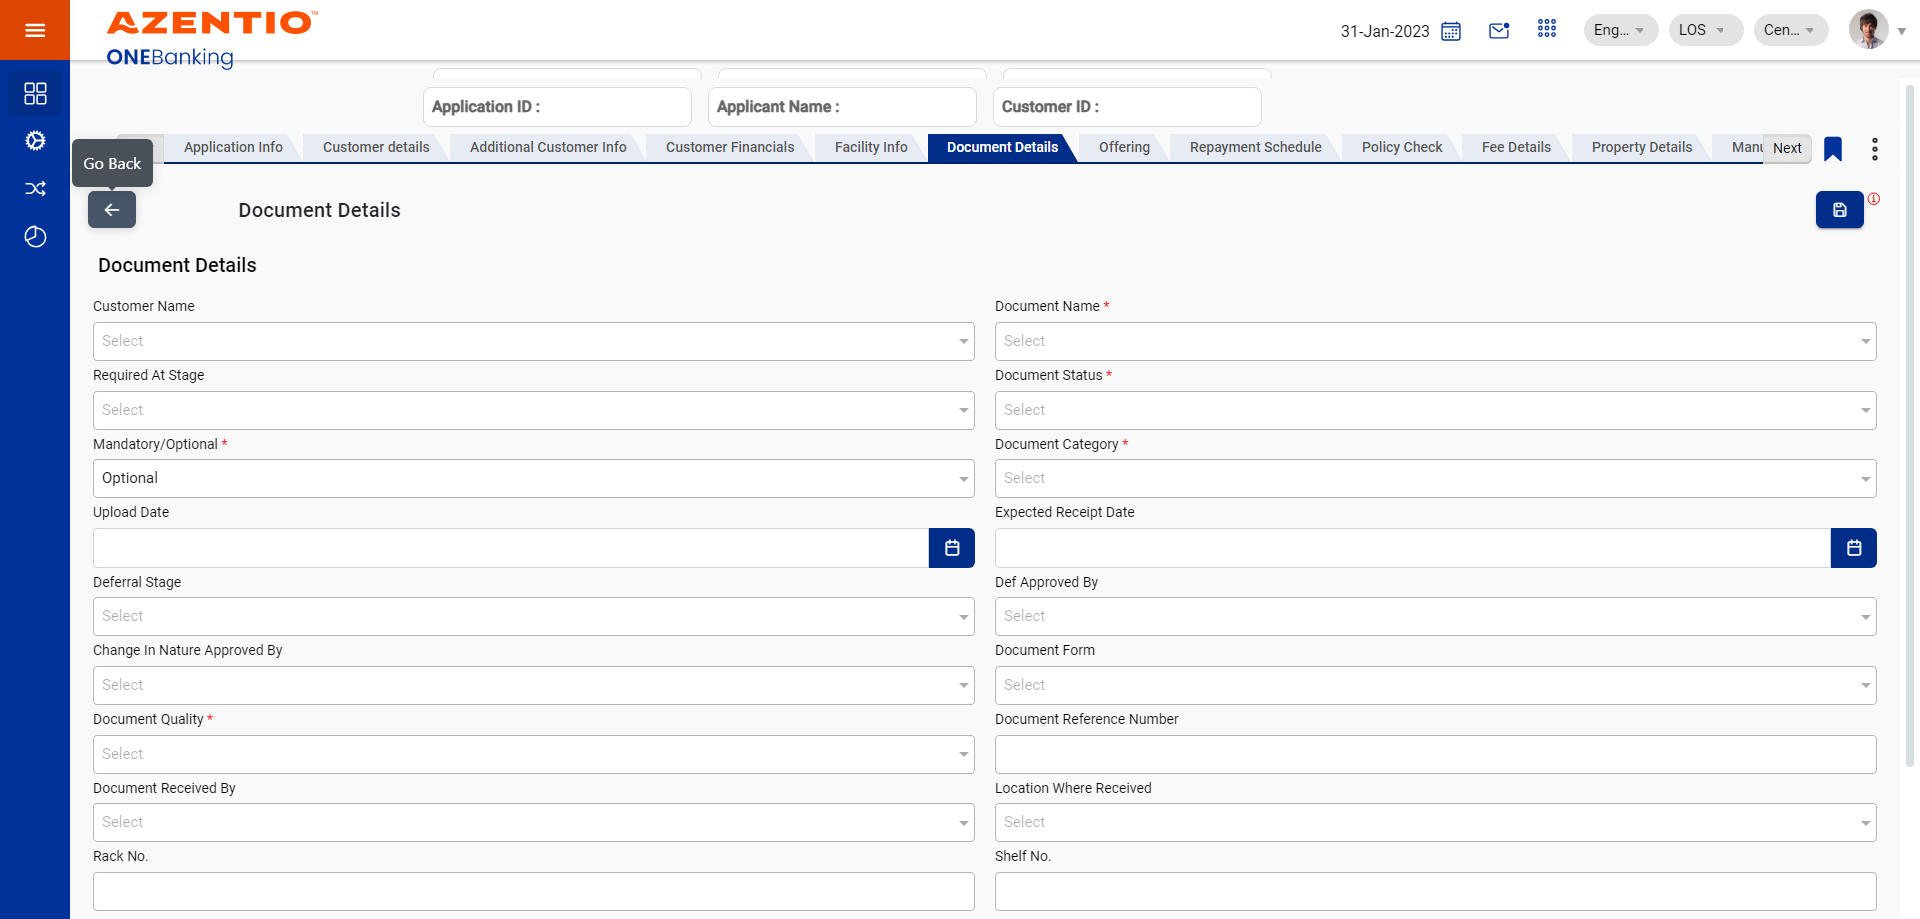 AZENTIO™
ONEBanking
31-Jan-2023
Eng...
LOS
Cen...
Application ID :
Applicant Name :
Customer ID :
Application Info
Customer details
Additional Customer Info
Customer Financials
Facility Info
Document Details
Offering
Repayment Schedule
Policy Check
Fee Details
Property Details
Manu
Next
Go Back
Document Details
Document Details
Customer Name
Document Name *
Select
Select
Required At Stage
Document Status *
Select
Select
Mandatory/Optional *
Document Category *
Optional
Select
Upload Date
Expected Receipt Date
Deferral Stage
Def Approved By
Select
Select
Change In Nature Approved By
Document Form
Select
Select
Document Quality *
Document Reference Number
Select
Document Received By
Location Where Received
Select
Select
Rack No.
Shelf No.